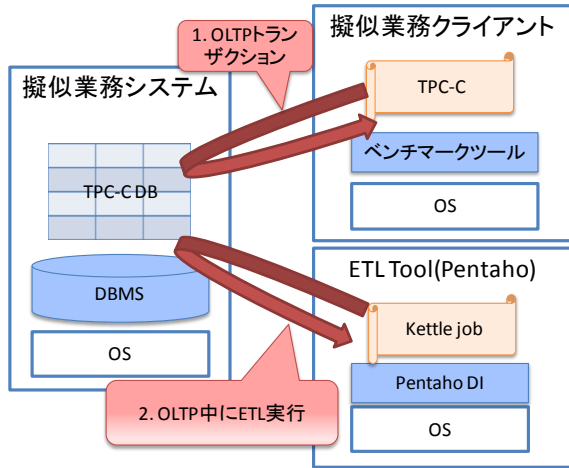 擬似業務システム
TPC-C DB
DBMS
OS
1. OLTPトラン
ザクション
擬似業務クライアント
TPC-C
ベンチマークツール
OS
2. OLTP中にETL実行
ETL Tool(Pentaho)
Kettle job
Pentaho DI
OS